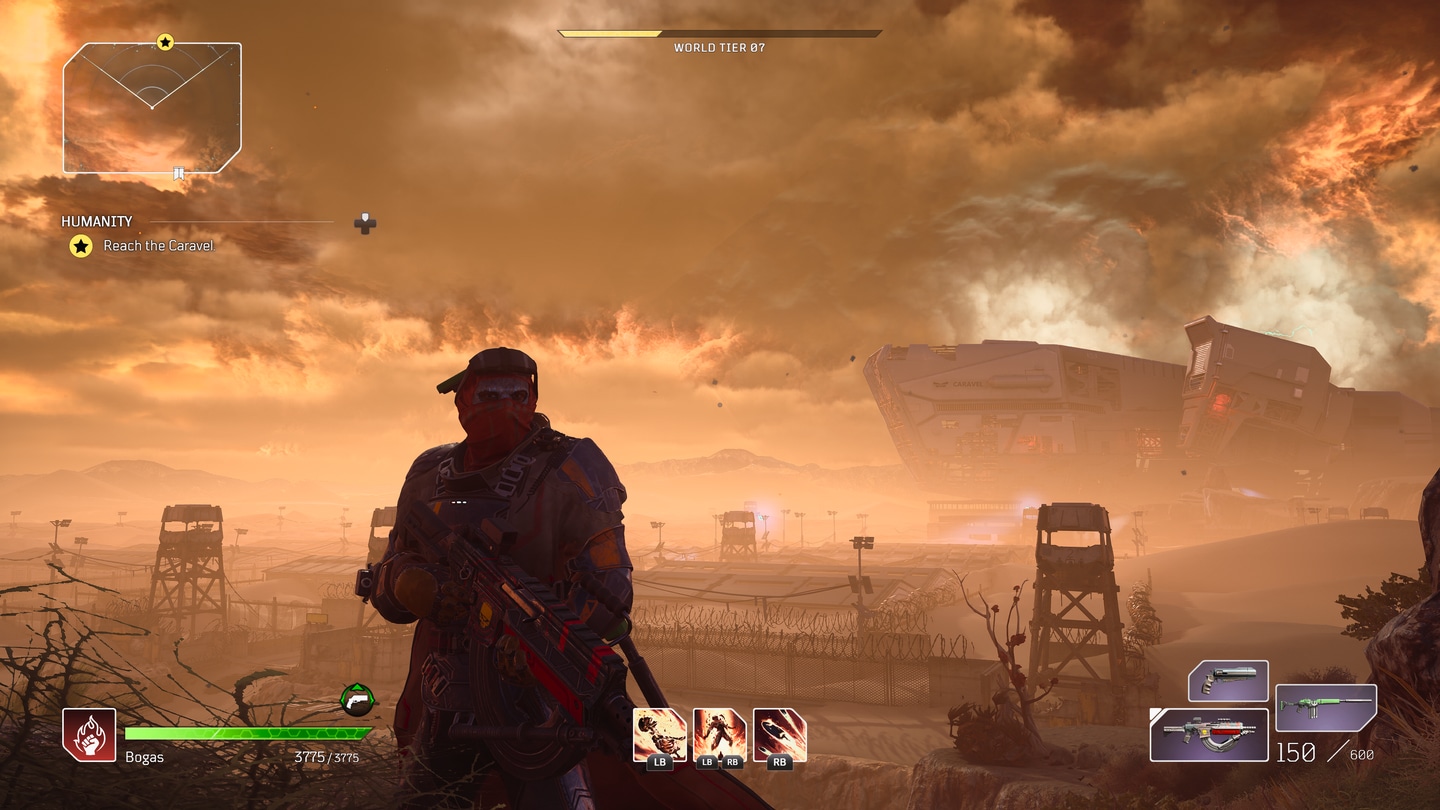 WORLD TIER 07
HUMANITY
Reach the Caravel.
CARAVEL
Bogas
3775/3775
LB
LB RB
RB
150 / 600